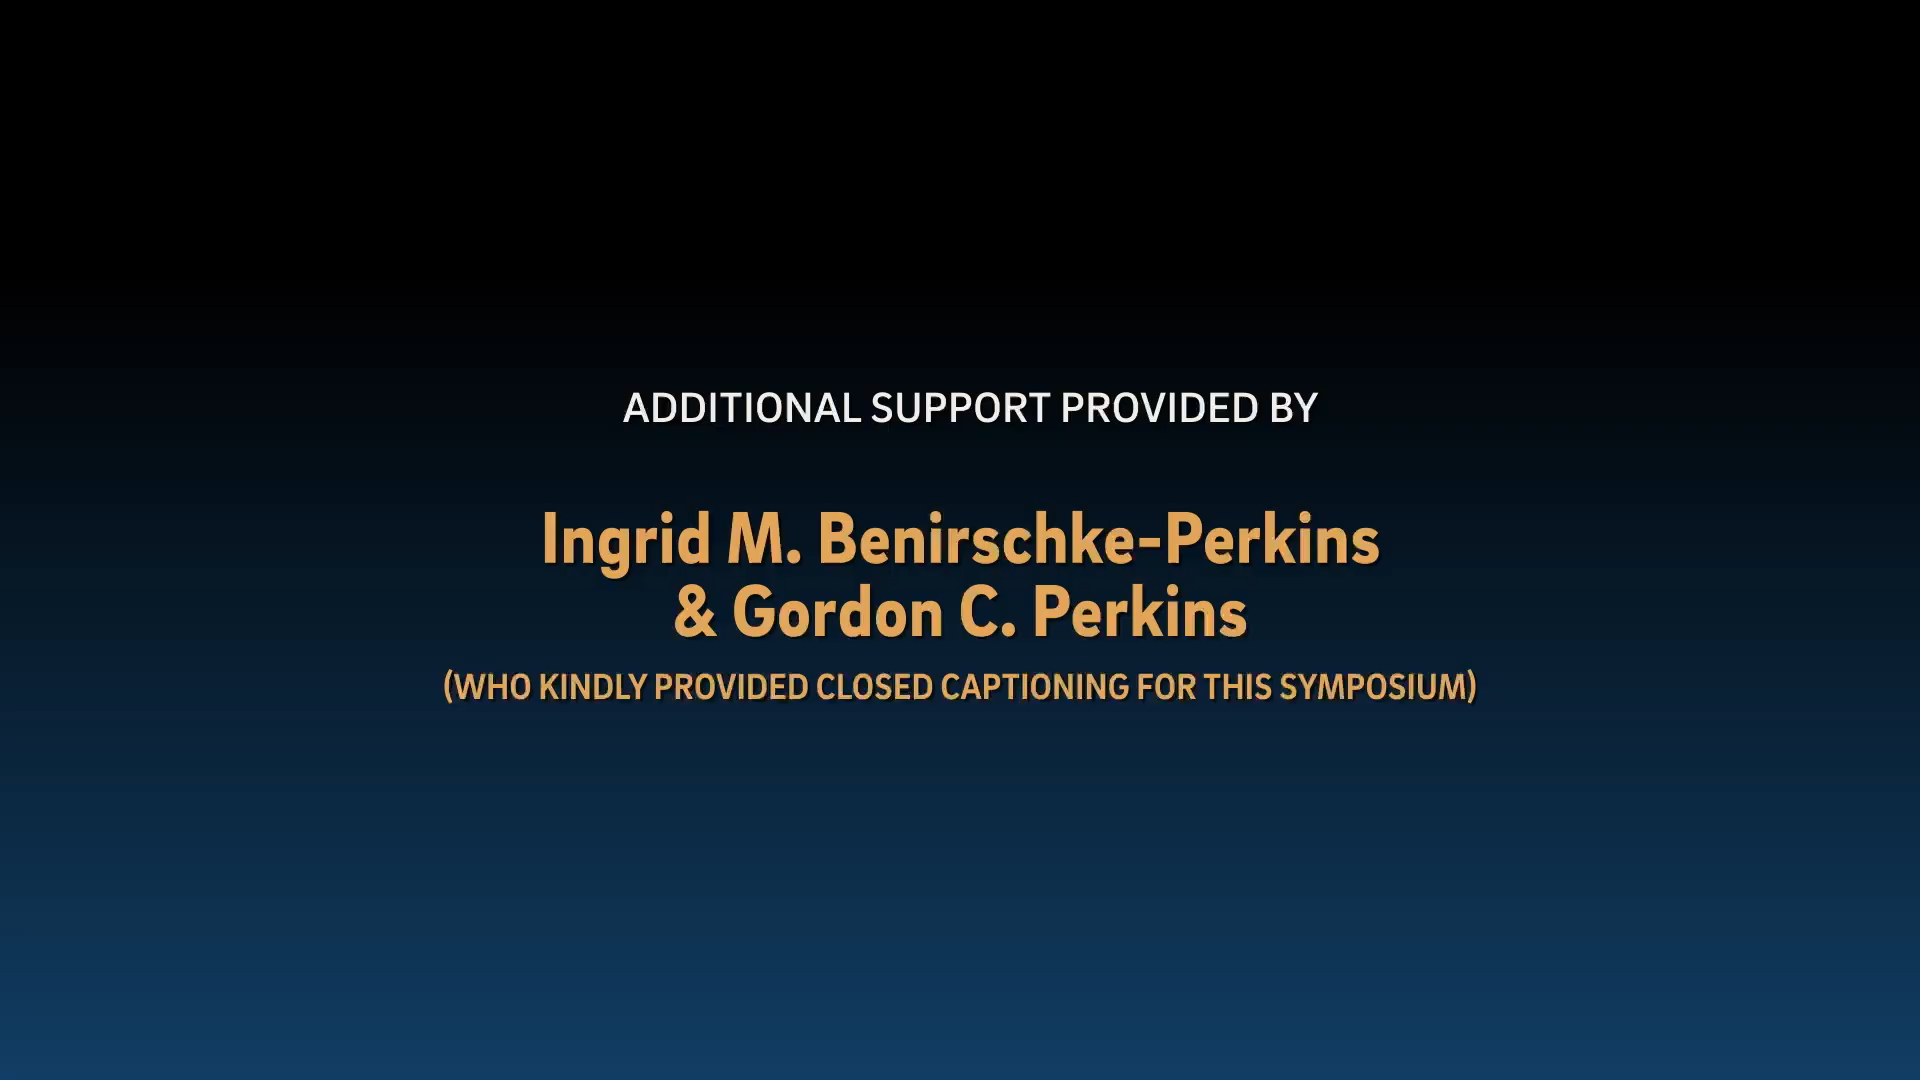 ADDITIONAL SUPPORT PROVIDED BY
Ingrid M. Benirschke-Perkins
& Gordon C. Perkins
(WHO KINDLY PROVIDED CLOSED CAPTIONING FOR THIS SYMPOSIUM)